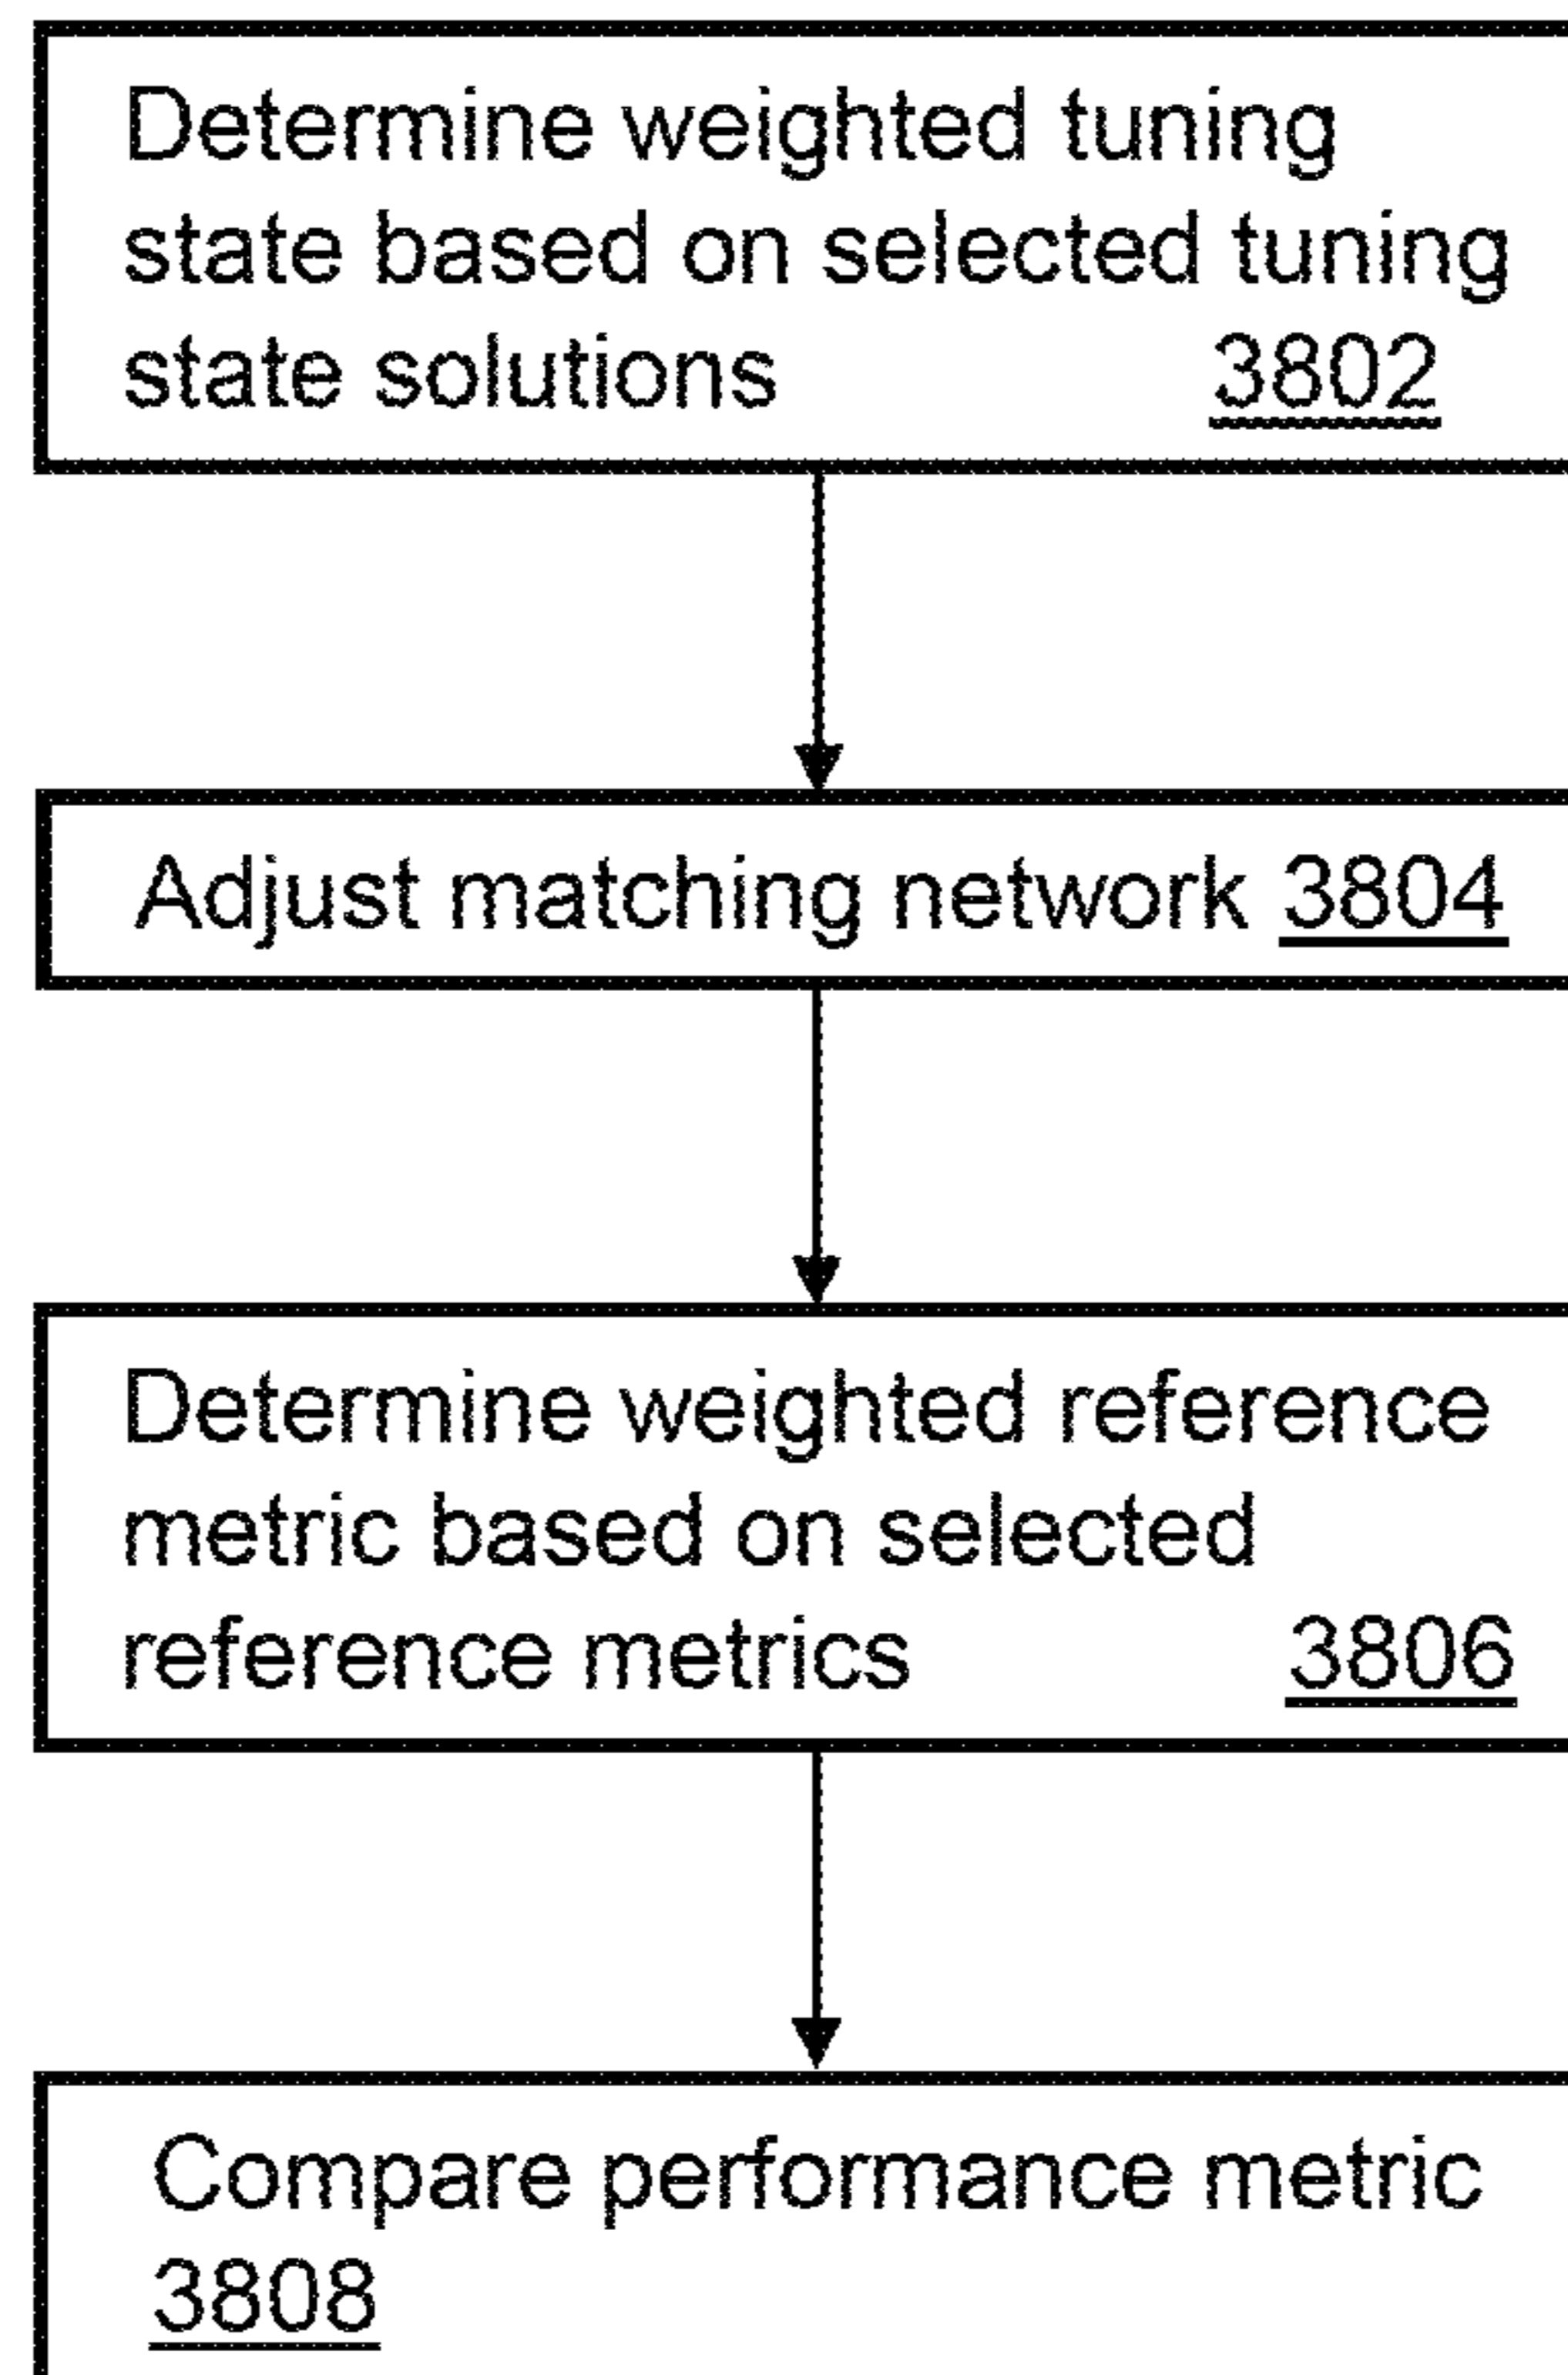 Determine weighted tuning
state based on selected tuning
state solutions 3802
Adjust matching network 3804
Determine weighted reference
metric based on selected
reference metrics 3806
Compare performance metric
3808